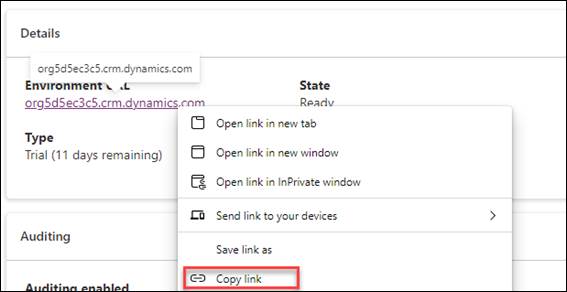 Details
org5d5ec3c5.crm.dynamics.com
Environment URL
State
org5d5ec3c5.crm.dynamics.com
Ready
Type
Trial (11 days remaining)
Open link in new tab
Open link in new window
Open link in InPrivate window
Send link to your devices
Save link as
Copy link
Auditing
Auditing enabled